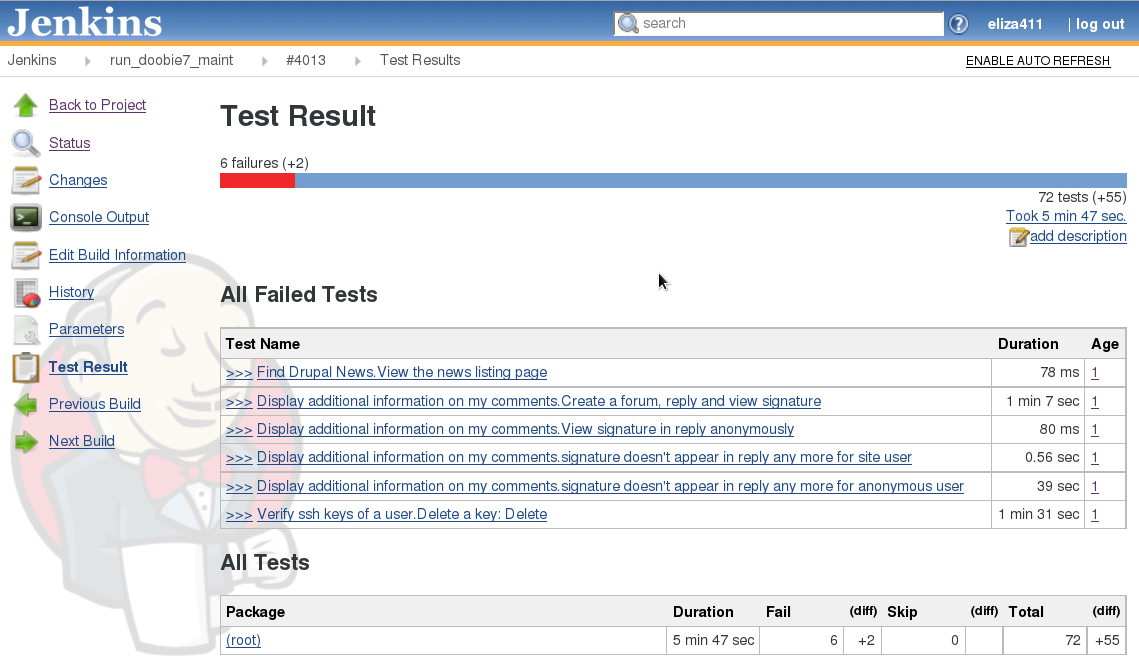 Jenkins
search
? eliza411 | log out
Jenkins run_doobie7_maint #4013 Test Results
ENABLE AUTO REFRESH
Back to Project
Status
Changes
Console Output
Edit Build Information
History
Parameters
Test Result
Previous Build
Next Build
Test Result
6 failures (+2)
72 tests (+55)
Took 5 min 47 sec.
add description
All Failed Tests
Test Name Duration Age
>>> Find Drupal News.View the news listing page 78 ms 1
>>> Display additional information on my comments.Create a forum, reply and view signature 1 min 7 sec 1
>>> Display additional information on my comments.View signature in reply anonymously 80 ms 1
>>> Display additional information on my comments.signature doesn't appear in reply any more for site user 0.56 sec 1
>>> Display additional information on my comments.signature doesn't appear in reply any more for anonymous user 39 sec 1
>>> Verify ssh keys of a user.Delete a key: Delete 1 min 31 sec 1
All Tests
Package Duration Fail (diff) Skip (diff) Total (diff)
(root) 5 min 47 sec 6 +2 0 72 +55